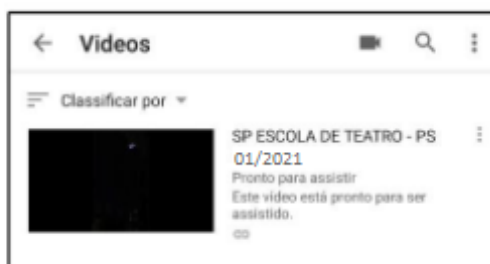 Videos
Classificar por
SP ESCOLA DE TEATRO - PS
01/2021
Pronto para assistir
Este vídeo está pronto para ser
assistido.